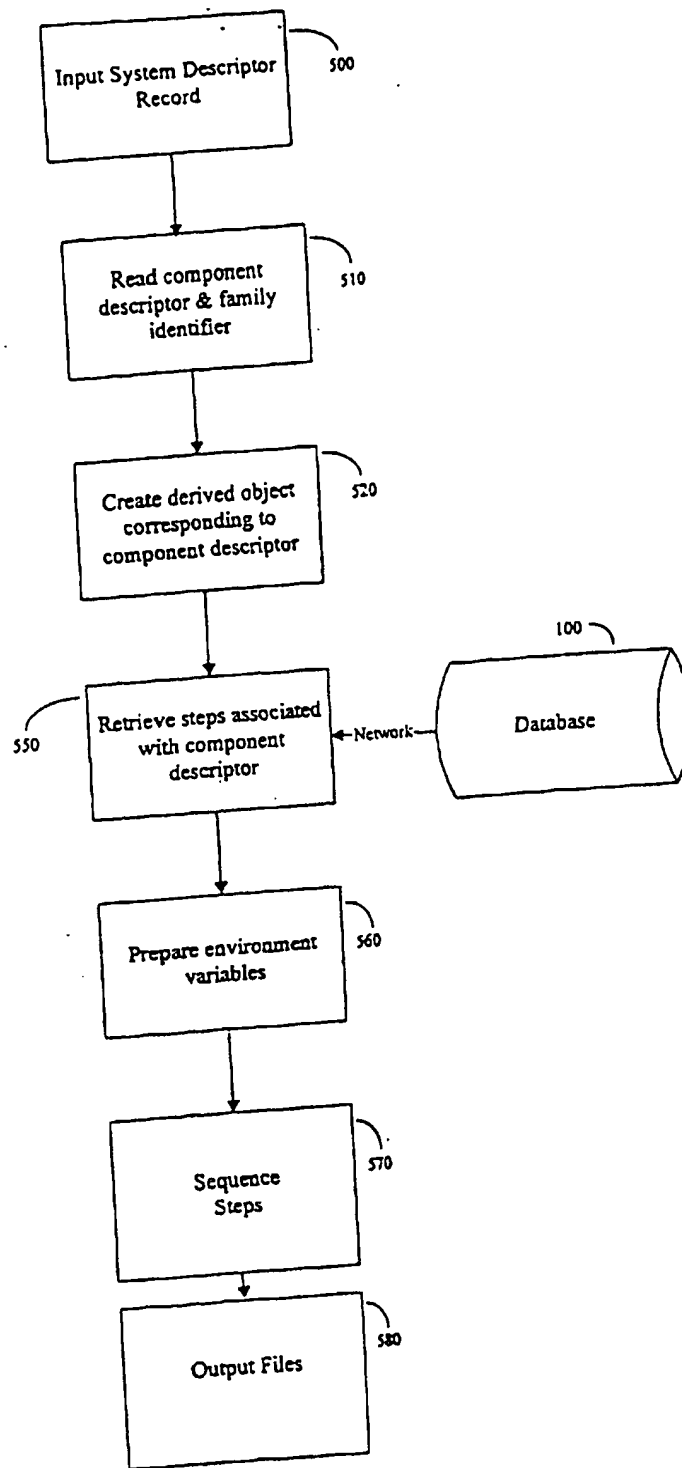 Input System Descriptor
Record
500
Read component
descriptor & family
identifier
510
Create derived object
corresponding to
component descriptor
520
Retrieve steps associated
with component
descriptor
550
Network
Database
100
Prepare environment
variables
560
Sequence
Steps
570
Output Files
580